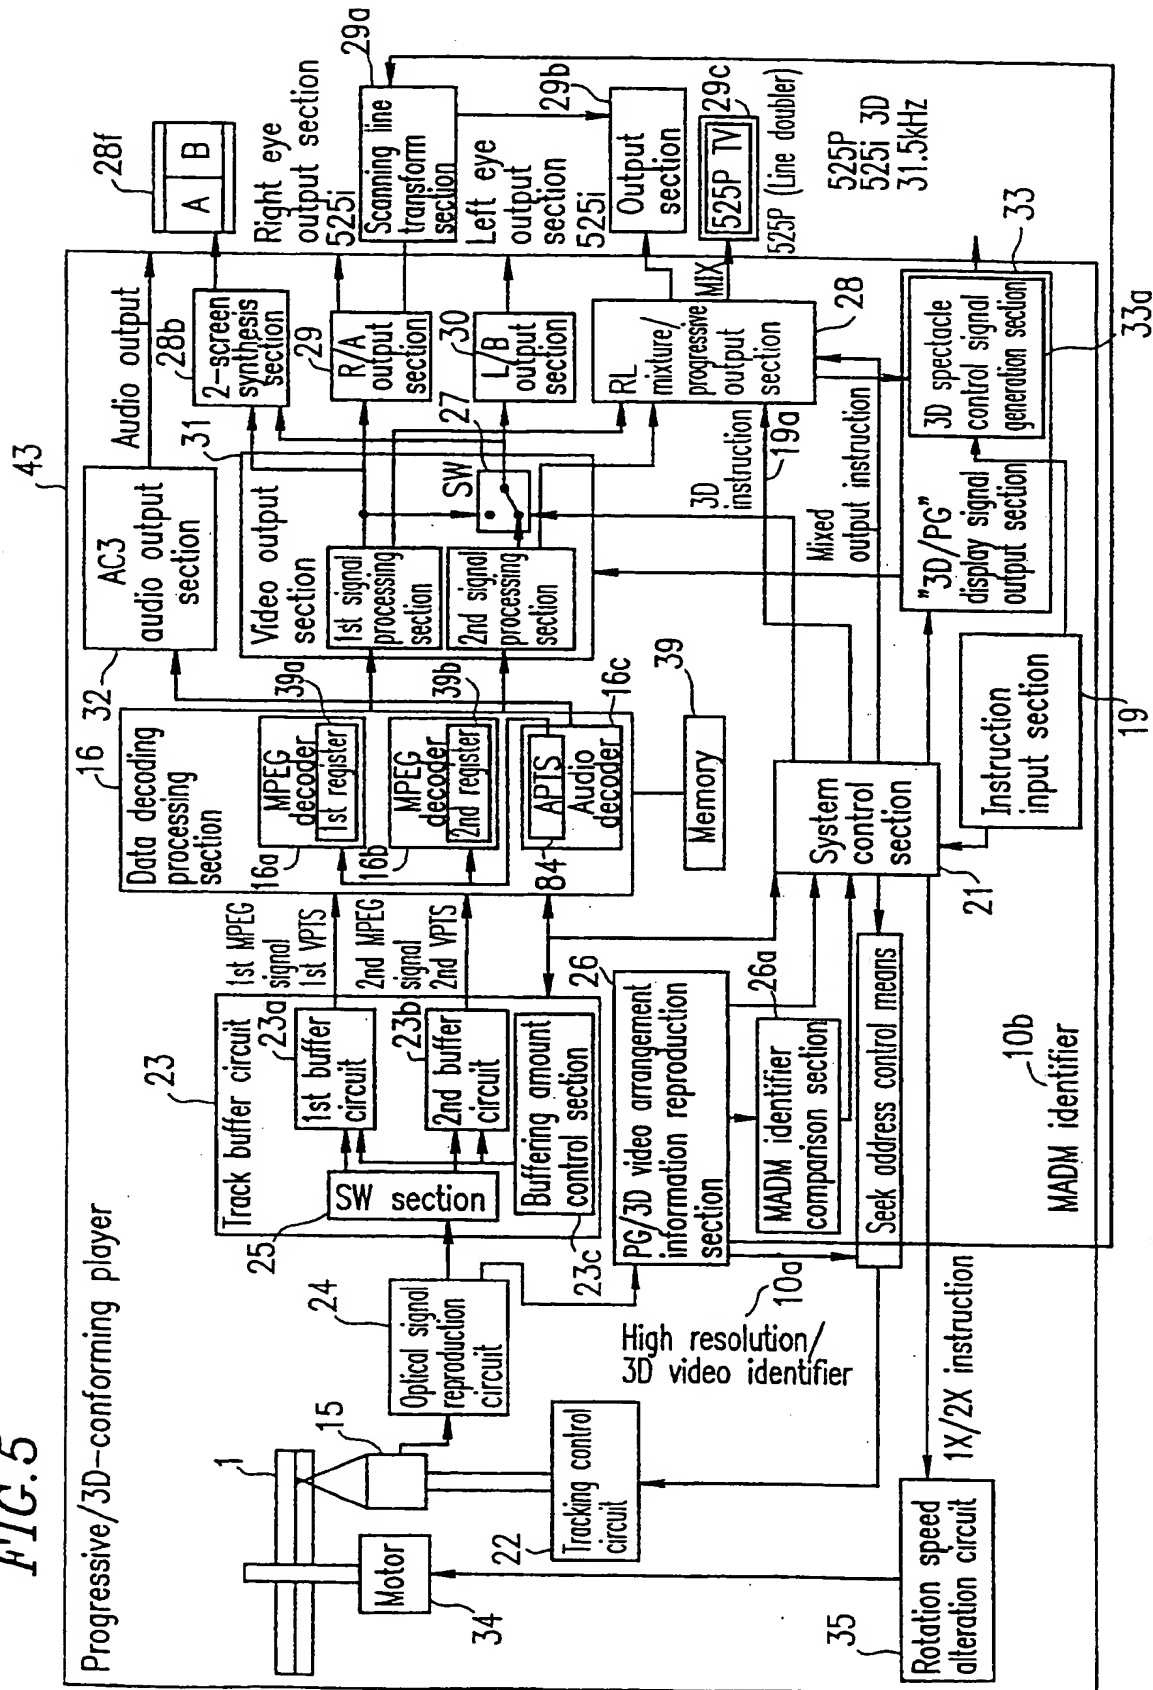 FIG.5
Progressive/3D-conforming player
43
1
15
Motor
34
24
Optical signal
reproduction
circuit
22
Tracking control
circuit
35
Rotation speed
alteration circuit
1X/2X instruction
High resolution/
3D video identifier
10a
23
Track buffer circuit
25
SW section
23a
1st buffer
circuit
23b
2nd buffer
circuit
Buffering amount
control section
23c
26
PG/3D video arrangement
information reproduction
section
26a
MADM identifier
comparison section
Seek address control means
10b
MADM identifier
1st MPEG
signal
1st VPTS
2nd MPEG
signal
2nd VPTS
16
Data decoding
processing
section
16a
MPEG
decoder
1st register
39a
16b
MPEG
decoder
2nd register
39b
84
APTS
Audio
decoder
16c
39
Memory
21
System
control
section
19
Instruction
input section
32
AC3
audio output
section
Audio output
31
Video output
section
1st signal
processing
section
2nd signal
processing
section
SW
27
3D
instruction
19a
Mixed
output instruction
28b
2-screen
synthesis
section
28f
A
B
29
R/A
output
section
30
L/B
output
section
Right eye
output section
525i
Left eye
output
section
525i
29a
Scanning line
transform
section
29b
Output
section
28
RL
mixture/
progressive
output
section
MIX
525P TV
29c
525P (Line doubler)
525P
525i 3D
31.5kHz
33
"3D/PG"
display signal
output section
33a
3D spectacle
control signal
generation section